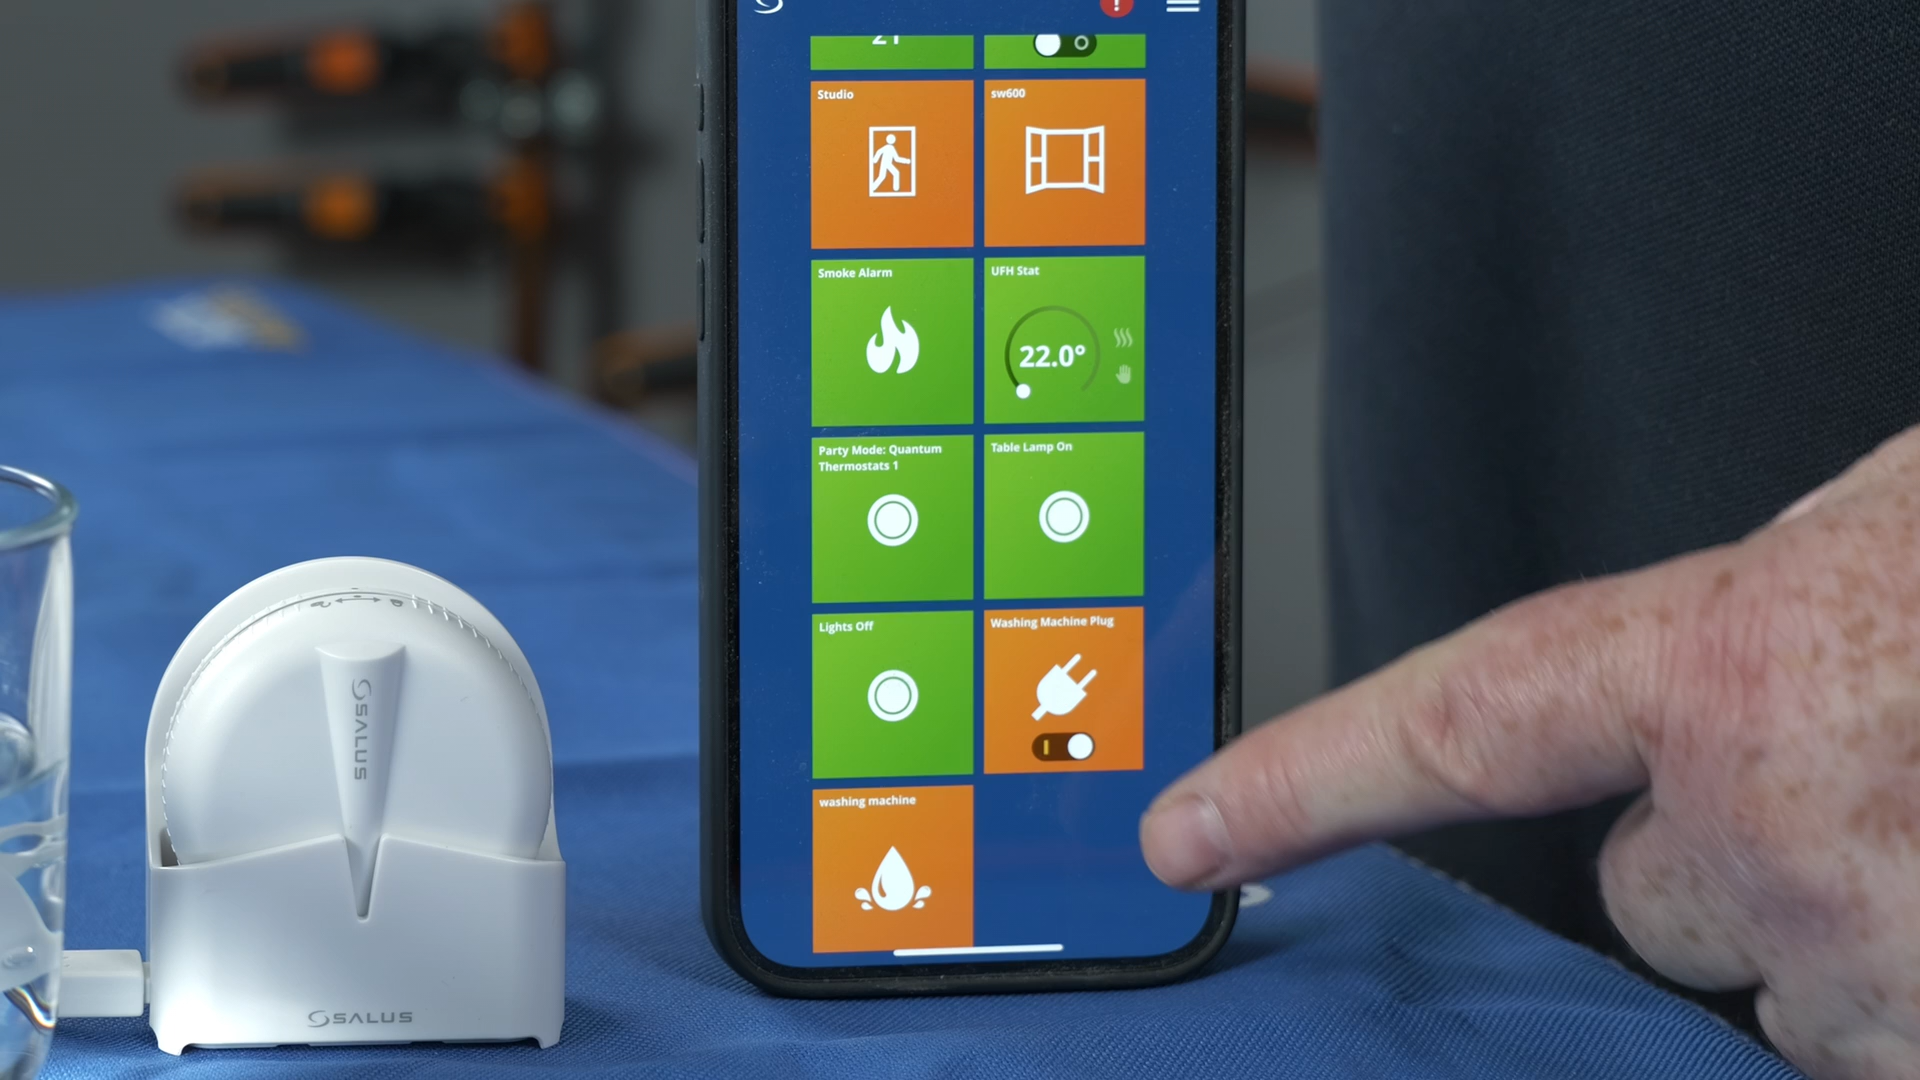 Studio
sw600
Smoke Alarm
UFH Stat
22.0°
Party Mode: Quantum
Thermostats 1
Table Lamp On
Lights Off
Washing Machine Plug
washing machine
SALUS
SALUS